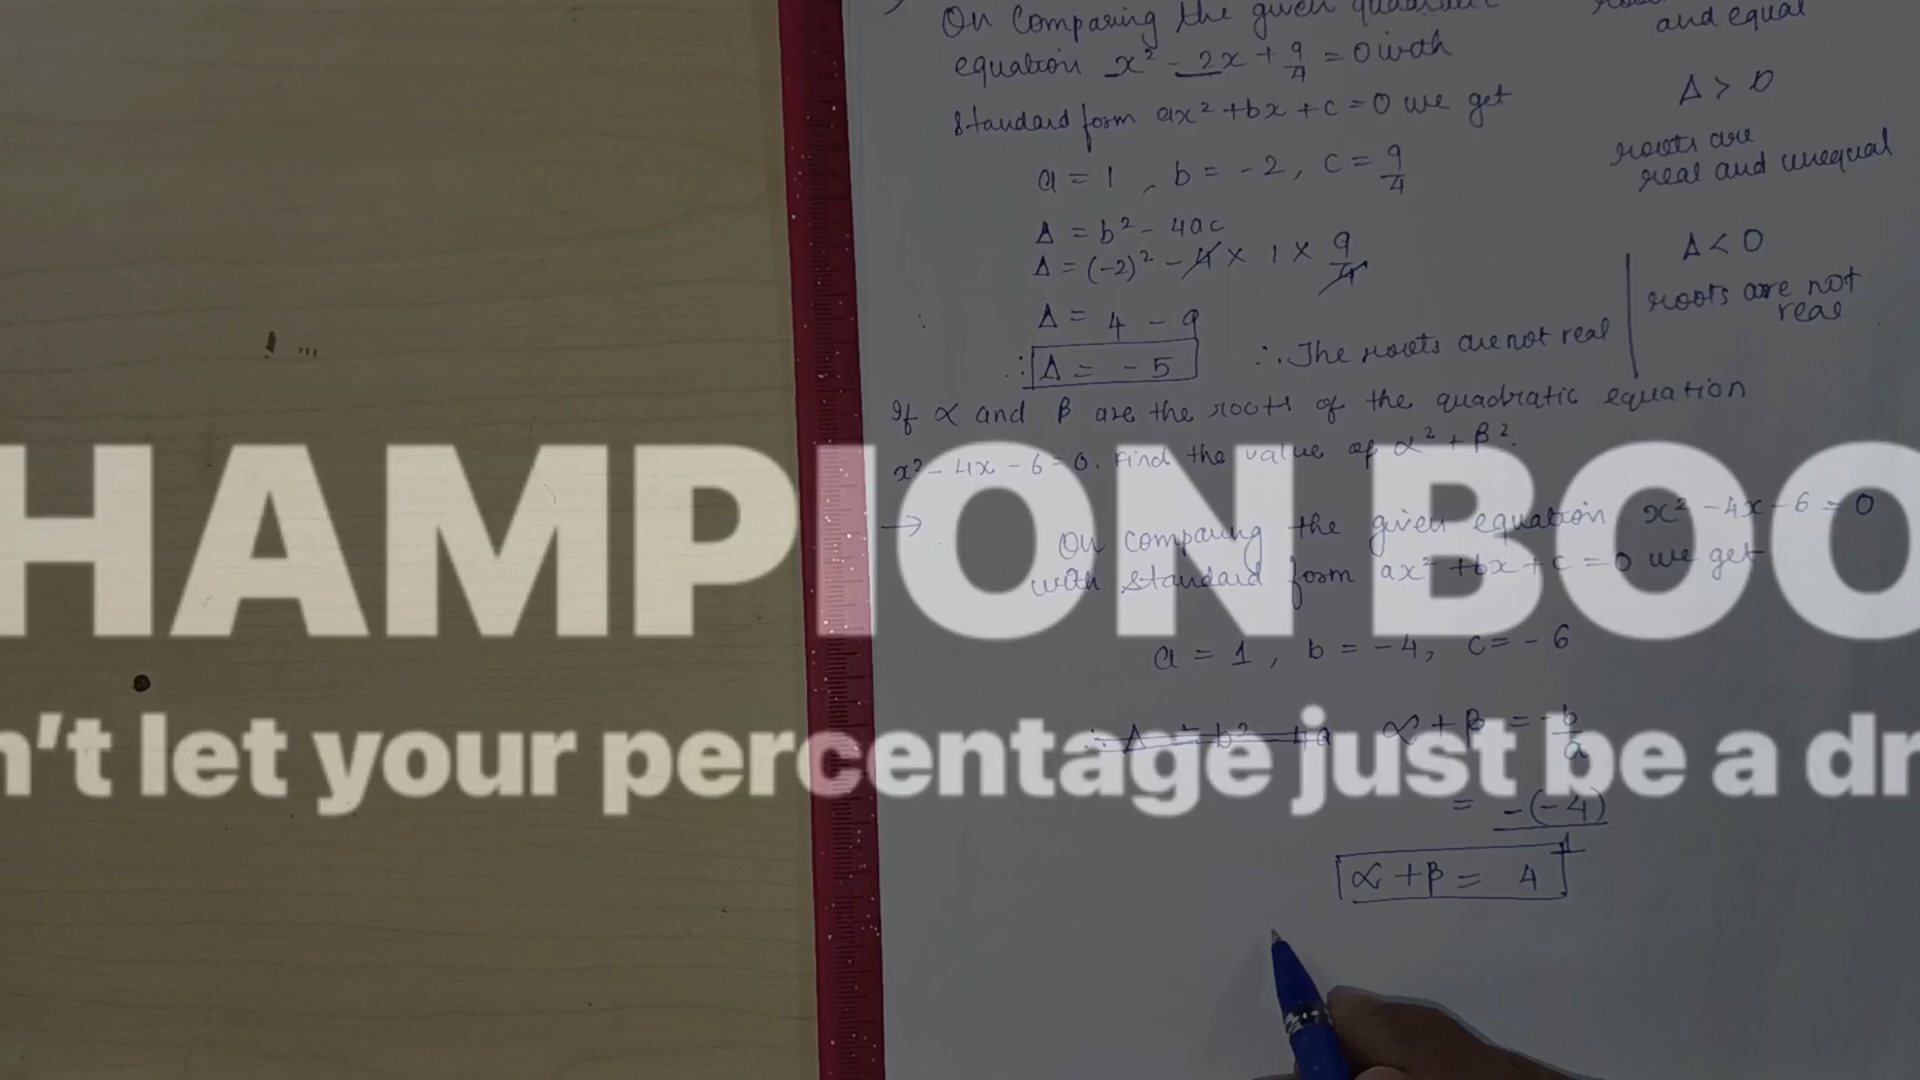 On Comparing the given quadratic
equation x² - 2x + 9/4 = 0 with
Standard form ax² + bx + c = 0 we get
a = 1, b = -2, c = 9/4
Δ = b² - 4ac
Δ = (-2)² - 4 × 1 × 9/4
Δ = 4 - 9
∴ Δ = -5 ∴ The roots are not real
and equal
Δ > 0
roots are
real and unequal
Δ < 0
roots are not
real
If α and β are the roots of the quadratic equation
x² - 4x - 6 = 0. Find the value of α² + β².
→ On comparing the given equation x² - 4x - 6 = 0
with standard form ax² + bx + c = 0 we get
a = 1, b = -4, c = -6
∴ Δ = b² - 4a α + β = -b/a
= -(-4)/1
α + β = 4
HAMPION BOO
n't let your percentage just be a dr